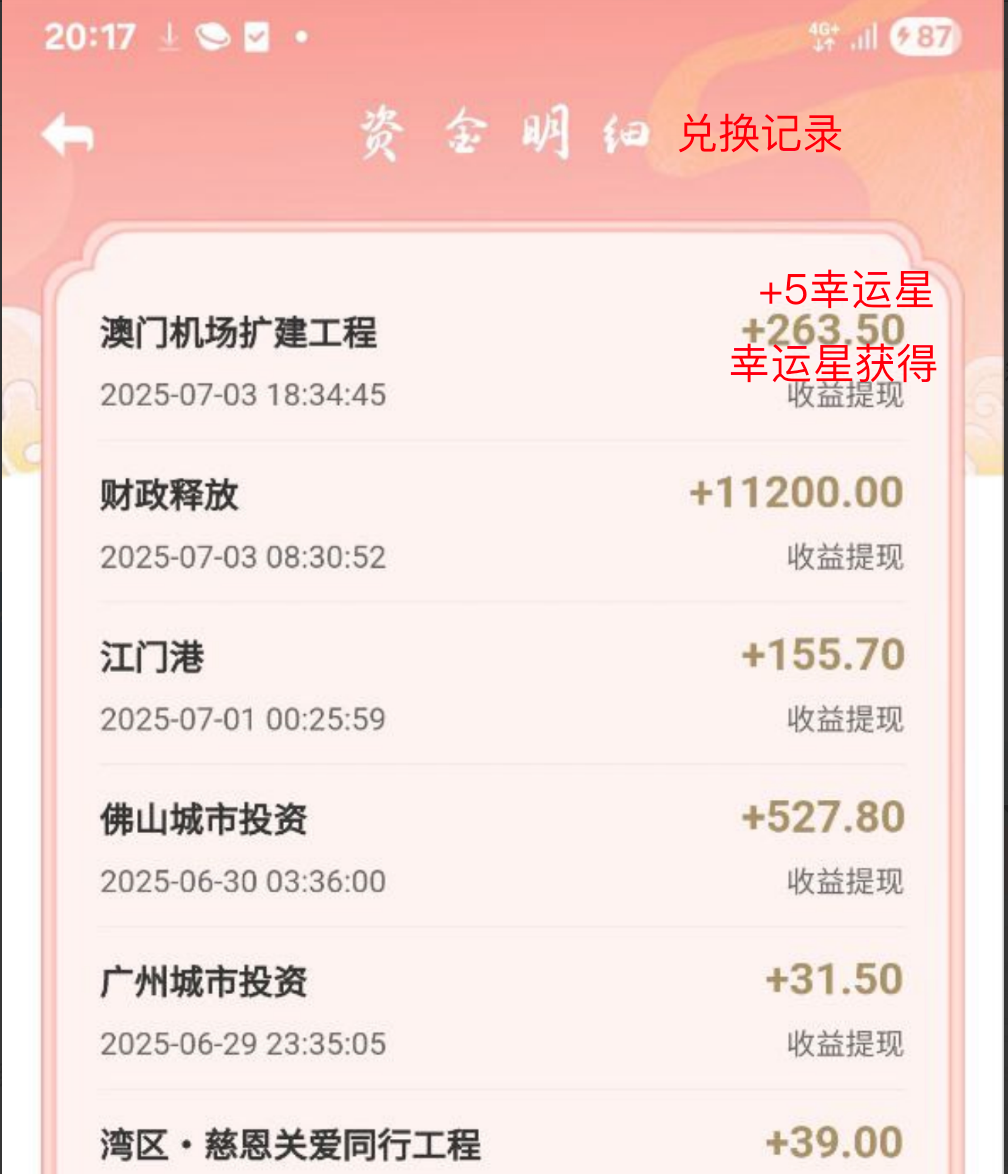 20:17
4G+
87
资金明细 兑换记录
+5幸运星
澳门机场扩建工程 +263.50
幸运星获得
2025-07-03 18:34:45 收益提现
财政释放 +11200.00
2025-07-03 08:30:52 收益提现
江门港 +155.70
2025-07-01 00:25:59 收益提现
佛山城市投资 +527.80
2025-06-30 03:36:00 收益提现
广州城市投资 +31.50
2025-06-29 23:35:05 收益提现
湾区·慈恩关爱同行工程 +39.00